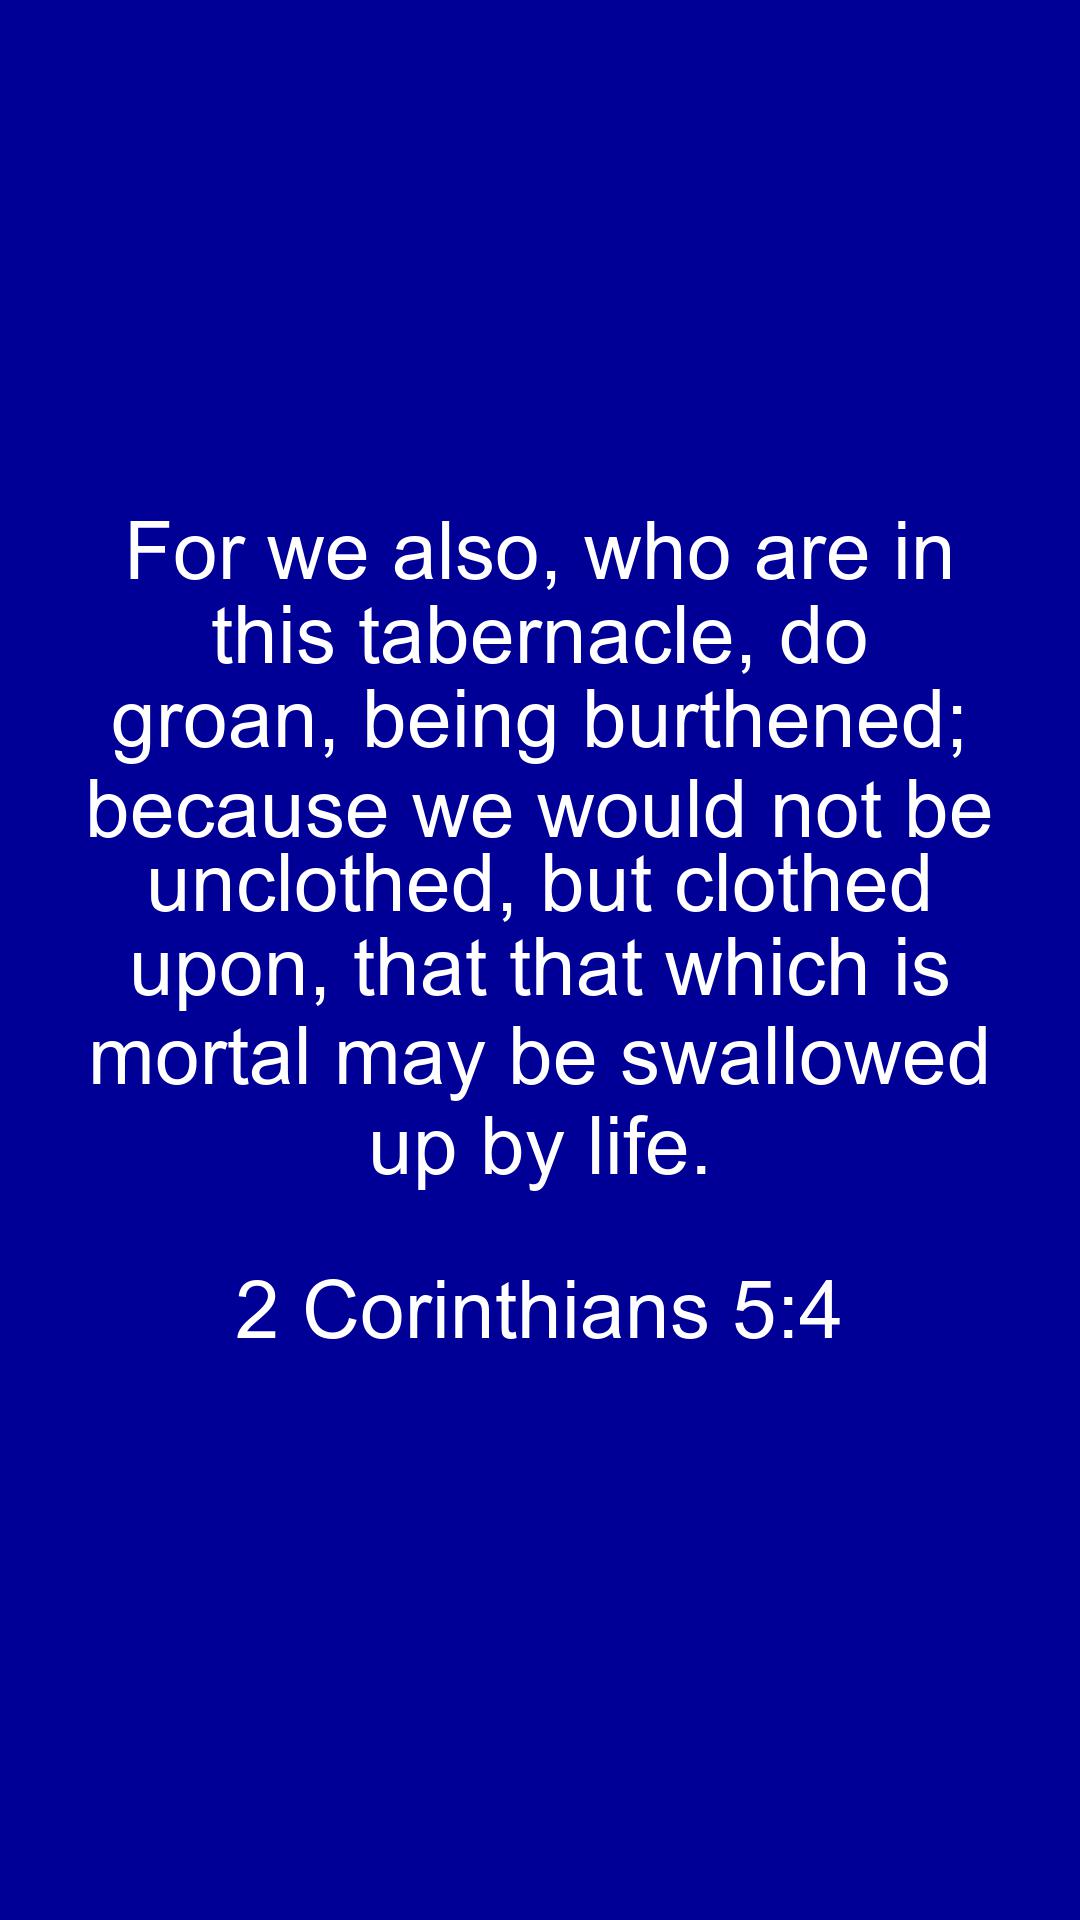 For we also, who are in
this tabernacle, do
groan, being burthened;
because we would not be
unclothed, but clothed
upon, that that which is
mortal may be swallowed
up by life.
2 Corinthians 5:4